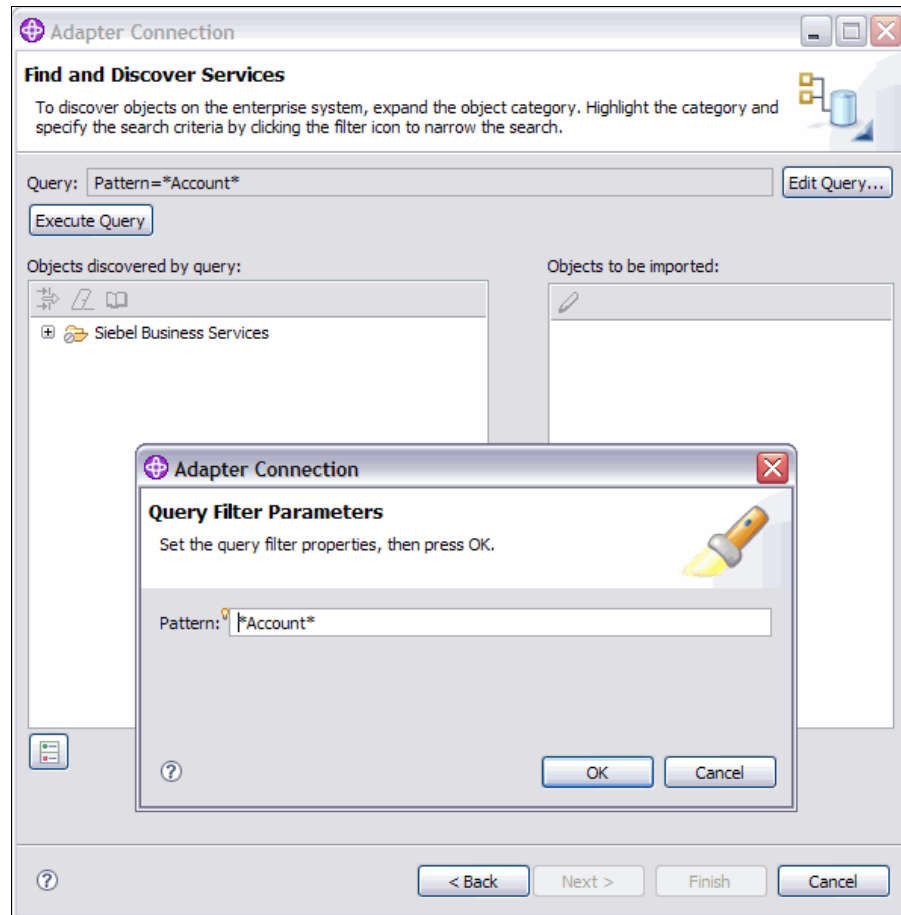 Adapter Connection
Find and Discover Services
To discover objects on the enterprise system, expand the object category. Highlight the category and
specify the search criteria by clicking the filter icon to narrow the search.
Query: Pattern=*Account* Edit Query...
Execute Query
Objects discovered by query: Objects to be imported:
Siebel Business Services
Adapter Connection
Query Filter Parameters
Set the query filter properties, then press OK.
Pattern: *Account*
OK Cancel
< Back Next > Finish Cancel